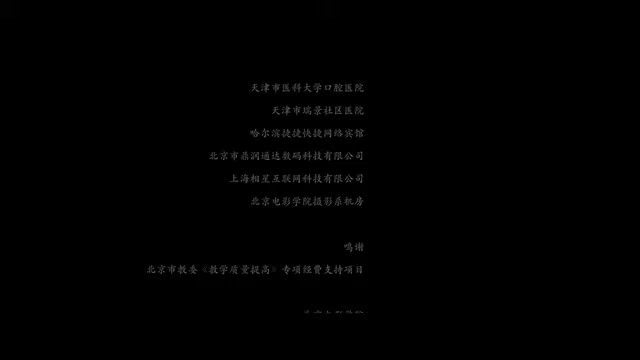 天津市医科大学口腔医院
天津市瑞景社区医院
哈尔滨捷捷快捷网络宾馆
北京市鼎润通达数码科技有限公司
上海相星互联网科技有限公司
北京电影学院摄影系机房
鸣谢
北京市教委《教学质量提高》专项经费支持项目